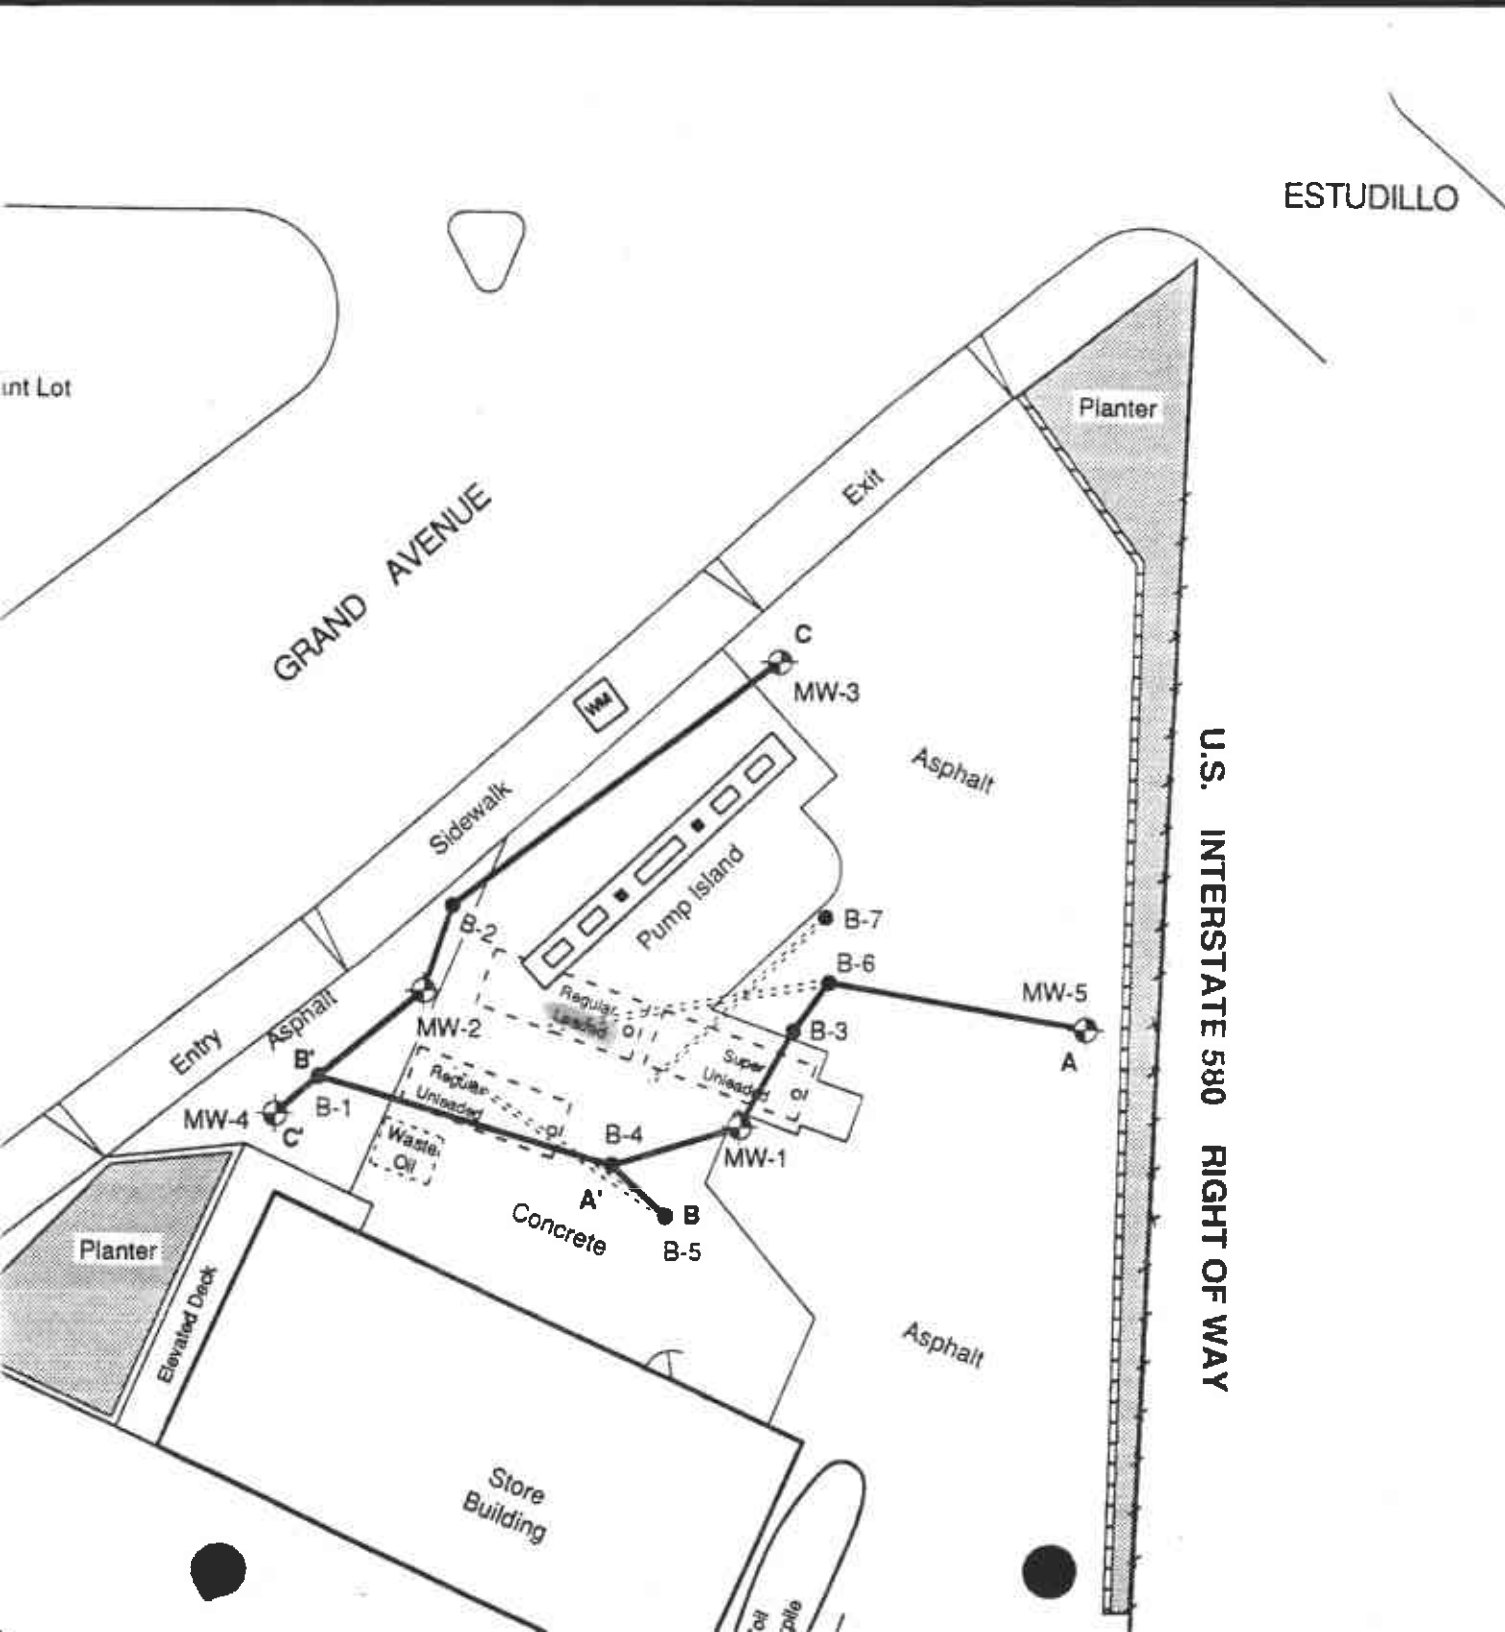 ESTUDILLO
Lot
Planter
Exit
GRAND AVENUE
C
MW-3
WM
Asphalt
Sidewalk
U.S. INTERSTATE 580 RIGHT OF WAY
Pump Island
B-7
B-2
B-6
MW-5
Regular
Leaded
Asphalt
MW-2
B-3
A
Entry
Super
Unleaded
B'
Regular
Unleaded
B-1
MW-4
C'
B-4
MW-1
Waste
Oil
A'
B
Concrete
B-5
Planter
Elevated Deck
Asphalt
Store
Building